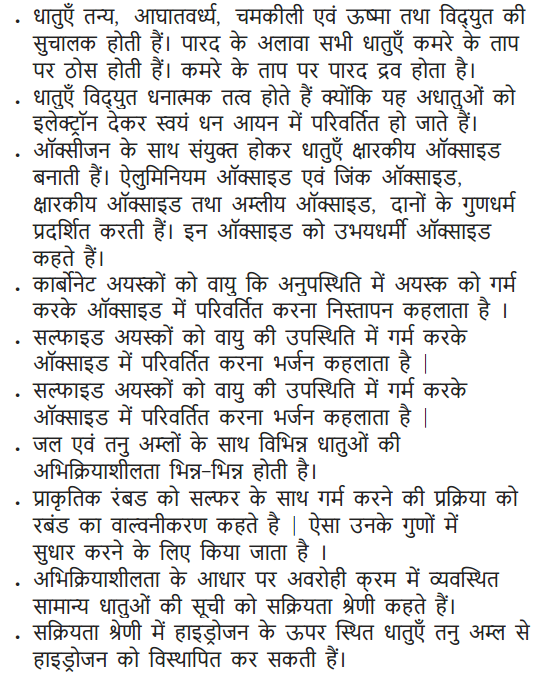 • धातुएँ तन्य, आघातवर्ध्य, चमकीली एवं ऊष्मा तथा विद्युत की
सुचालक होती हैं। पारद के अलावा सभी धातुएँ कमरे के ताप
पर ठोस होती हैं। कमरे के ताप पर पारद द्रव होता है।
• धातुएँ विद्युत धनात्मक तत्व होते हैं क्योंकि यह अधातुओं को
इलेक्ट्रॉन देकर स्वयं धन आयन में परिवर्तित हो जाते हैं।
• ऑक्सीजन के साथ संयुक्त होकर धातुएँ क्षारकीय ऑक्साइड
बनाती हैं। ऐलुमिनियम ऑक्साइड एवं जिंक ऑक्साइड,
क्षारकीय ऑक्साइड तथा अम्लीय ऑक्साइड, दानों के गुणधर्म
प्रदर्शित करती हैं। इन ऑक्साइड को उभयधर्मी ऑक्साइड
कहते हैं।
• कार्बोनेट अयस्कों को वायु कि अनुपस्थिति में अयस्क को गर्म
करके ऑक्साइड में परिवर्तित करना निस्तापन कहलाता है ।
• सल्फाइड अयस्कों को वायु की उपस्थिति में गर्म करके
ऑक्साइड में परिवर्तित करना भर्जन कहलाता है |
• सल्फाइड अयस्कों को वायु की उपस्थिति में गर्म करके
ऑक्साइड में परिवर्तित करना भर्जन कहलाता है |
• जल एवं तनु अम्लों के साथ विभिन्न धातुओं की
अभिक्रियाशीलता भिन्न-भिन्न होती है।
• प्राकृतिक रंबड को सल्फर के साथ गर्म करने की प्रक्रिया को
रबंड का वाल्वनीकरण कहते है | ऐसा उनके गुणों में
सुधार करने के लिए किया जाता है ।
• अभिक्रियाशीलता के आधार पर अवरोही क्रम में व्यवस्थित
सामान्य धातुओं की सूची को सक्रियता श्रेणी कहते हैं।
• सक्रियता श्रेणी में हाइड्रोजन के ऊपर स्थित धातुएँ तनु अम्ल से
हाइड्रोजन को विस्थापित कर सकती हैं।